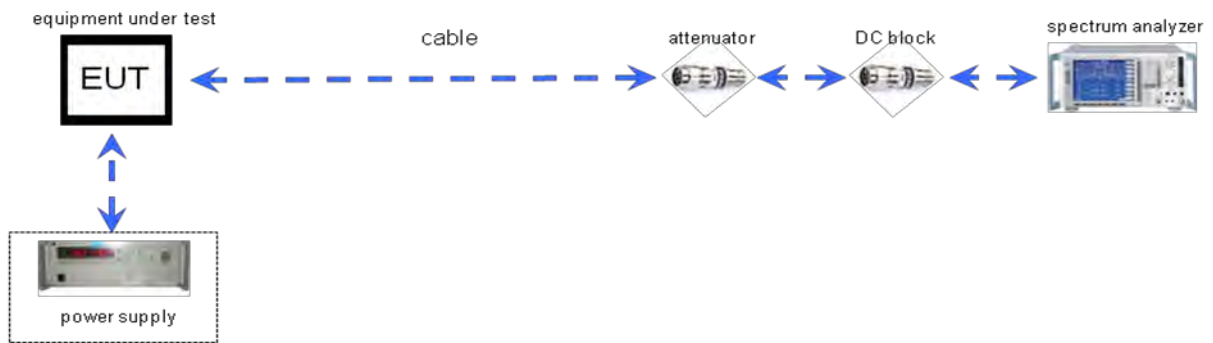 equipment under test
EUT
cable
attenuator
DC block
spectrum analyzer
power supply